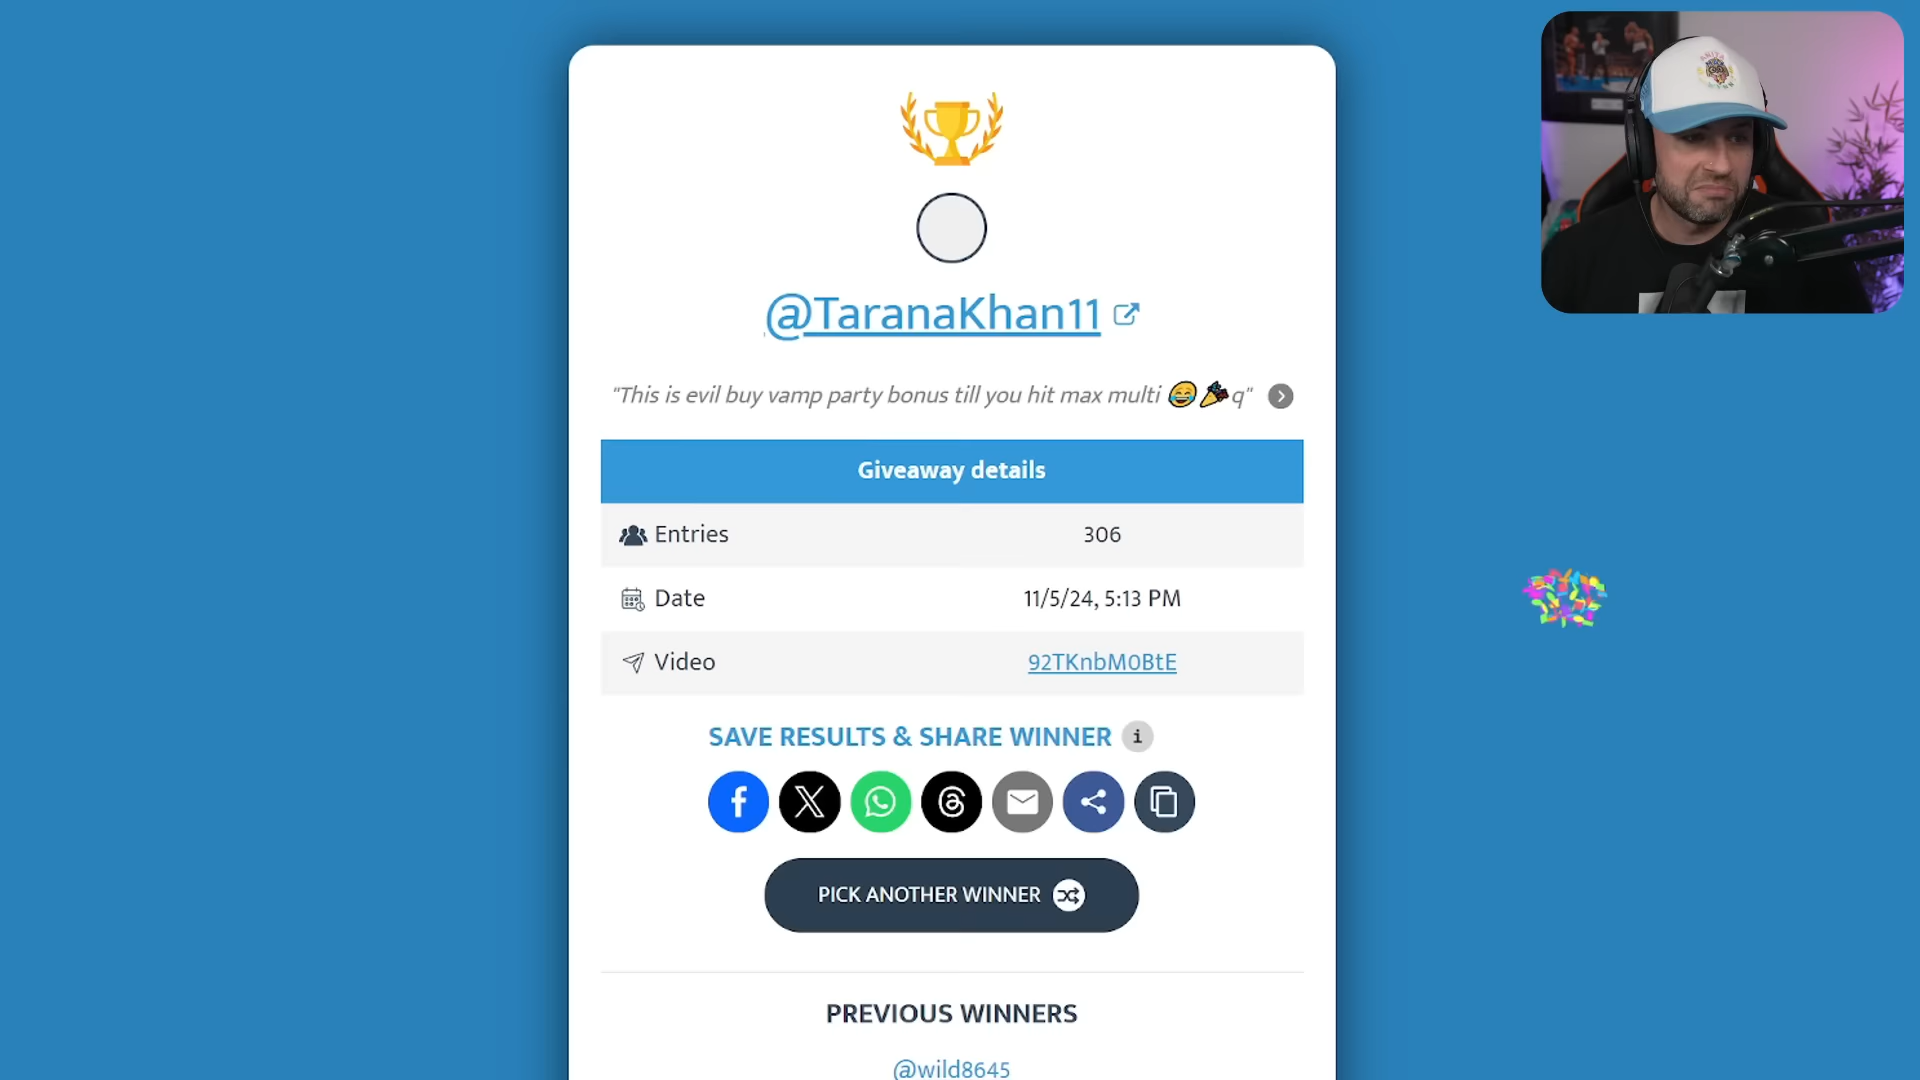 @TaranaKhan11
"This is evil buy vamp party bonus till you hit max multi 😂🎉q"
Giveaway details
Entries 306
Date 11/5/24, 5:13 PM
Video 92TKnbM0BtE
SAVE RESULTS & SHARE WINNER i
PICK ANOTHER WINNER
PREVIOUS WINNERS
@wild8645